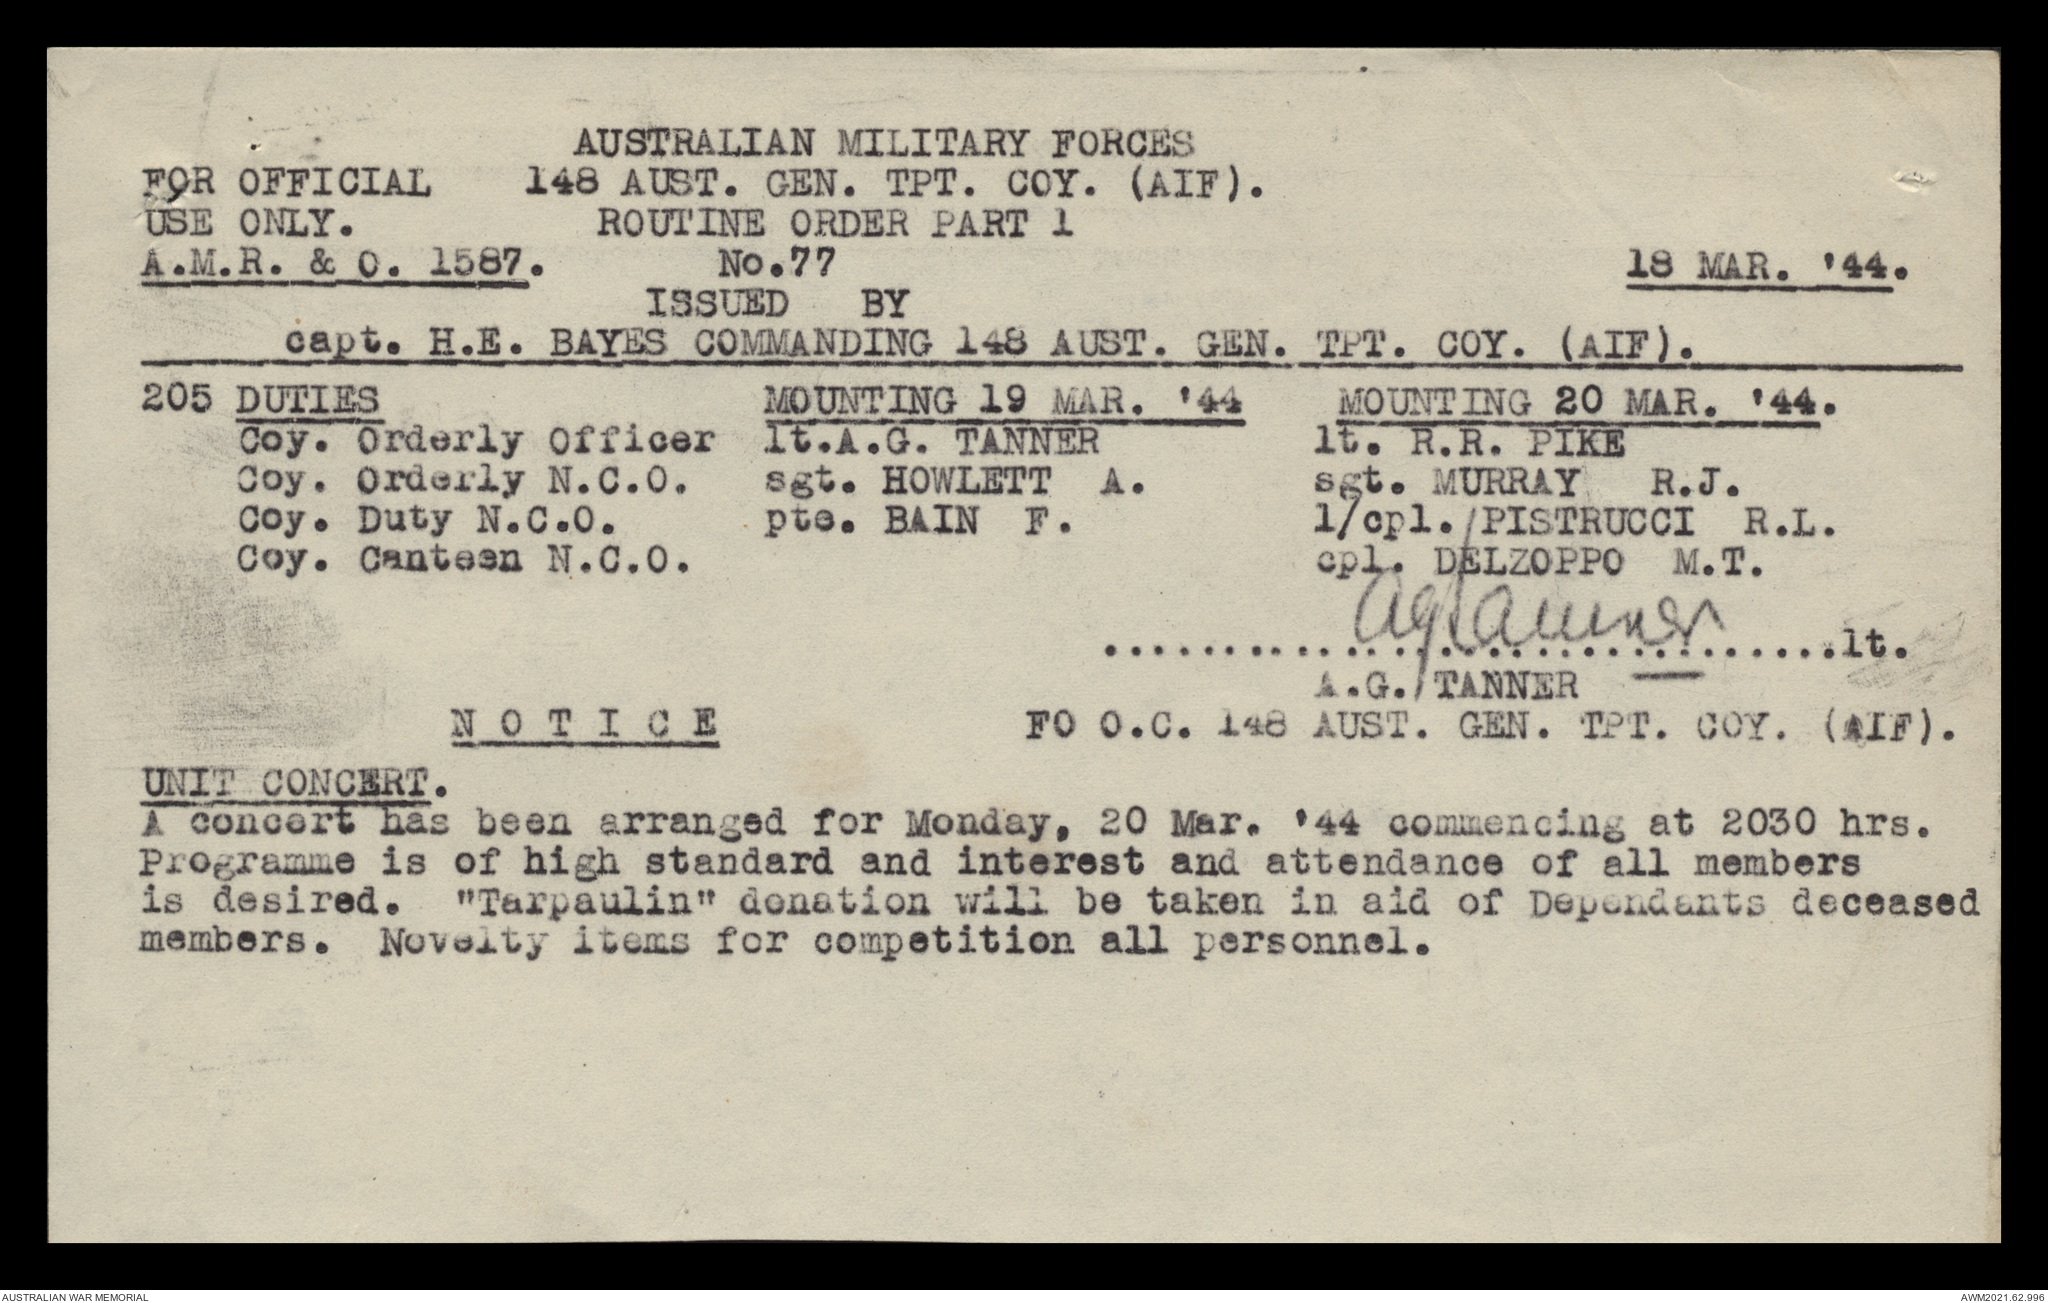 AUSTRALIAN MILITARY FORCES
FOR OFFICIAL 148 AUST. GEN. TPT. COY. (AIF).
USE ONLY. ROUTINE ORDER PART 1
A.M.R. & O. 1587. No.77 18 MAR. '44.
ISSUED BY
capt. H.E. BAYES COMMANDING 148 AUST. GEN. TPT. COY. (AIF).
205 DUTIES MOUNTING 19 MAR. '44 MOUNTING 20 MAR. '44.
Coy. Orderly Officer lt.A.G. TANNER lt. R.R. PIKE
Coy. Orderly N.C.O. sgt. HOWLETT A. sgt. MURRAY R.J.
Coy. Duty N.C.O. pte. BAIN F. l/cpl. PISTRUCCI R.L.
Coy. Canteen N.C.O. cpl. DELZOPPO M.T.
AGTanner
........................................lt.
A.G. TANNER
N O T I C E FO O.C. 148 AUST. GEN. TPT. COY. (AIF).
UNIT CONCERT.
A concert has been arranged for Monday, 20 Mar. '44 commencing at 2030 hrs.
Programme is of high standard and interest and attendance of all members
is desired. "Tarpaulin" donation will be taken in aid of Dependants deceased
members. Novelty items for competition all personnel.
AUSTRALIAN WAR MEMORIAL AWM2021.62.996